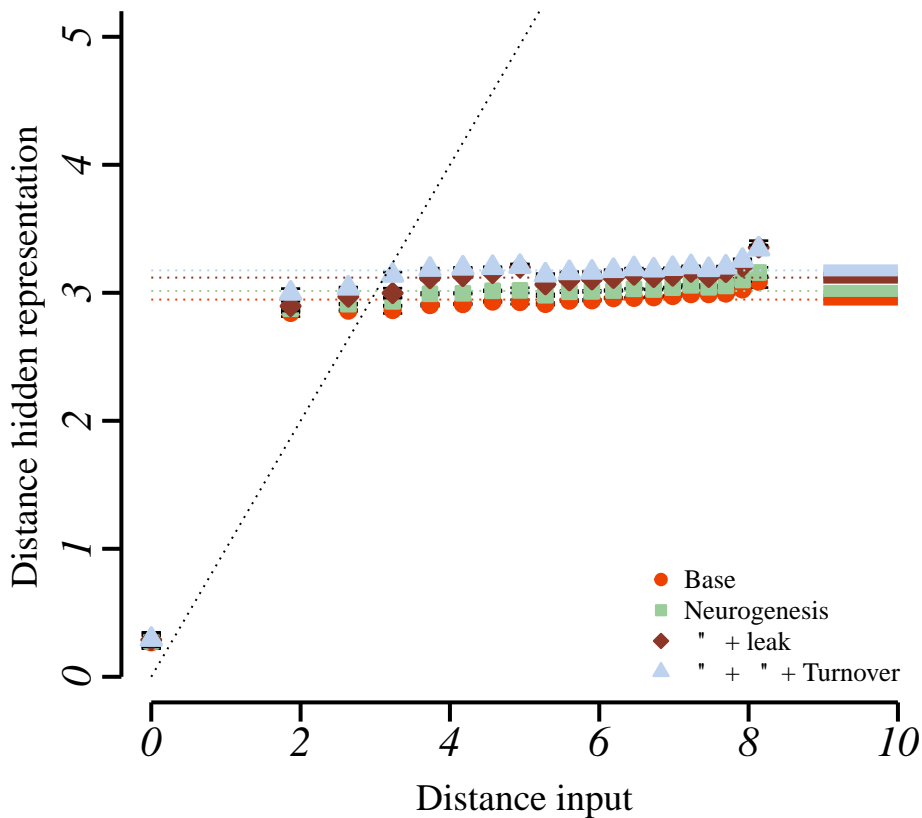 5
4
3
2
1
0
Distance hidden representation
Base
Neurogenesis
" + leak
" + " + Turnover
0 2 4 6 8 10
Distance input